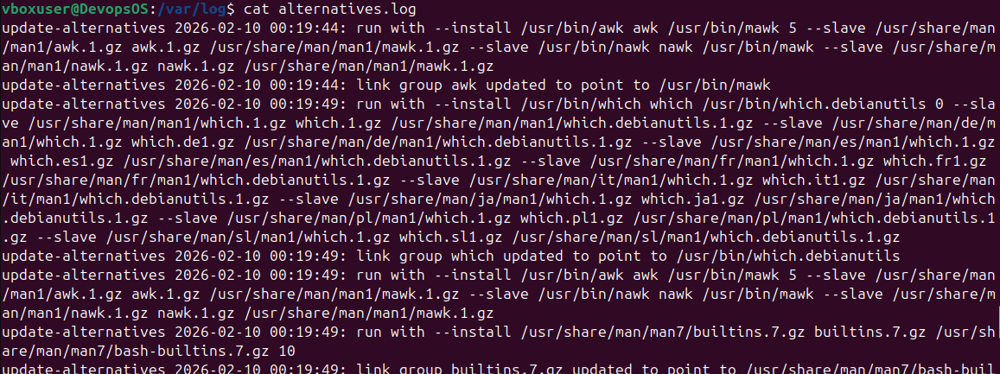 vboxuser@DevopsOS:/var/log$ cat alternatives.log
update-alternatives 2026-02-10 00:19:44: run with --install /usr/bin/awk awk /usr/bin/mawk 5 --slave /usr/share/man
/man1/awk.1.gz awk.1.gz /usr/share/man/man1/mawk.1.gz --slave /usr/bin/nawk nawk /usr/bin/mawk --slave /usr/share/m
an/man1/nawk.1.gz nawk.1.gz /usr/share/man/man1/mawk.1.gz
update-alternatives 2026-02-10 00:19:44: link group awk updated to point to /usr/bin/mawk
update-alternatives 2026-02-10 00:19:49: run with --install /usr/bin/which which /usr/bin/which.debianutils 0 --sla
ve /usr/share/man/man1/which.1.gz which.1.gz /usr/share/man/man1/which.debianutils.1.gz --slave /usr/share/man/de/m
an1/which.1.gz which.de1.gz /usr/share/man/de/man1/which.debianutils.1.gz --slave /usr/share/man/es/man1/which.1.gz
 which.es1.gz /usr/share/man/es/man1/which.debianutils.1.gz --slave /usr/share/man/fr/man1/which.1.gz which.fr1.gz 
/usr/share/man/fr/man1/which.debianutils.1.gz --slave /usr/share/man/it/man1/which.1.gz which.it1.gz /usr/share/man
/it/man1/which.debianutils.1.gz --slave /usr/share/man/ja/man1/which.1.gz which.ja1.gz /usr/share/man/ja/man1/which
.debianutils.1.gz --slave /usr/share/man/pl/man1/which.1.gz which.pl1.gz /usr/share/man/pl/man1/which.debianutils.1
.gz --slave /usr/share/man/sl/man1/which.1.gz which.sl1.gz /usr/share/man/sl/man1/which.debianutils.1.gz
update-alternatives 2026-02-10 00:19:49: link group which updated to point to /usr/bin/which.debianutils
update-alternatives 2026-02-10 00:19:49: run with --install /usr/bin/awk awk /usr/bin/mawk 5 --slave /usr/share/man
/man1/awk.1.gz awk.1.gz /usr/share/man/man1/mawk.1.gz --slave /usr/bin/nawk nawk /usr/bin/mawk --slave /usr/share/m
an/man1/nawk.1.gz nawk.1.gz /usr/share/man/man1/mawk.1.gz
update-alternatives 2026-02-10 00:19:49: run with --install /usr/share/man/man7/builtins.7.gz builtins.7.gz /usr/sh
are/man/man7/bash-builtins.7.gz 10
update-alternatives 2026-02-10 00:19:49: link group builtins.7.gz updated to point to /usr/share/man/man7/bash-buil